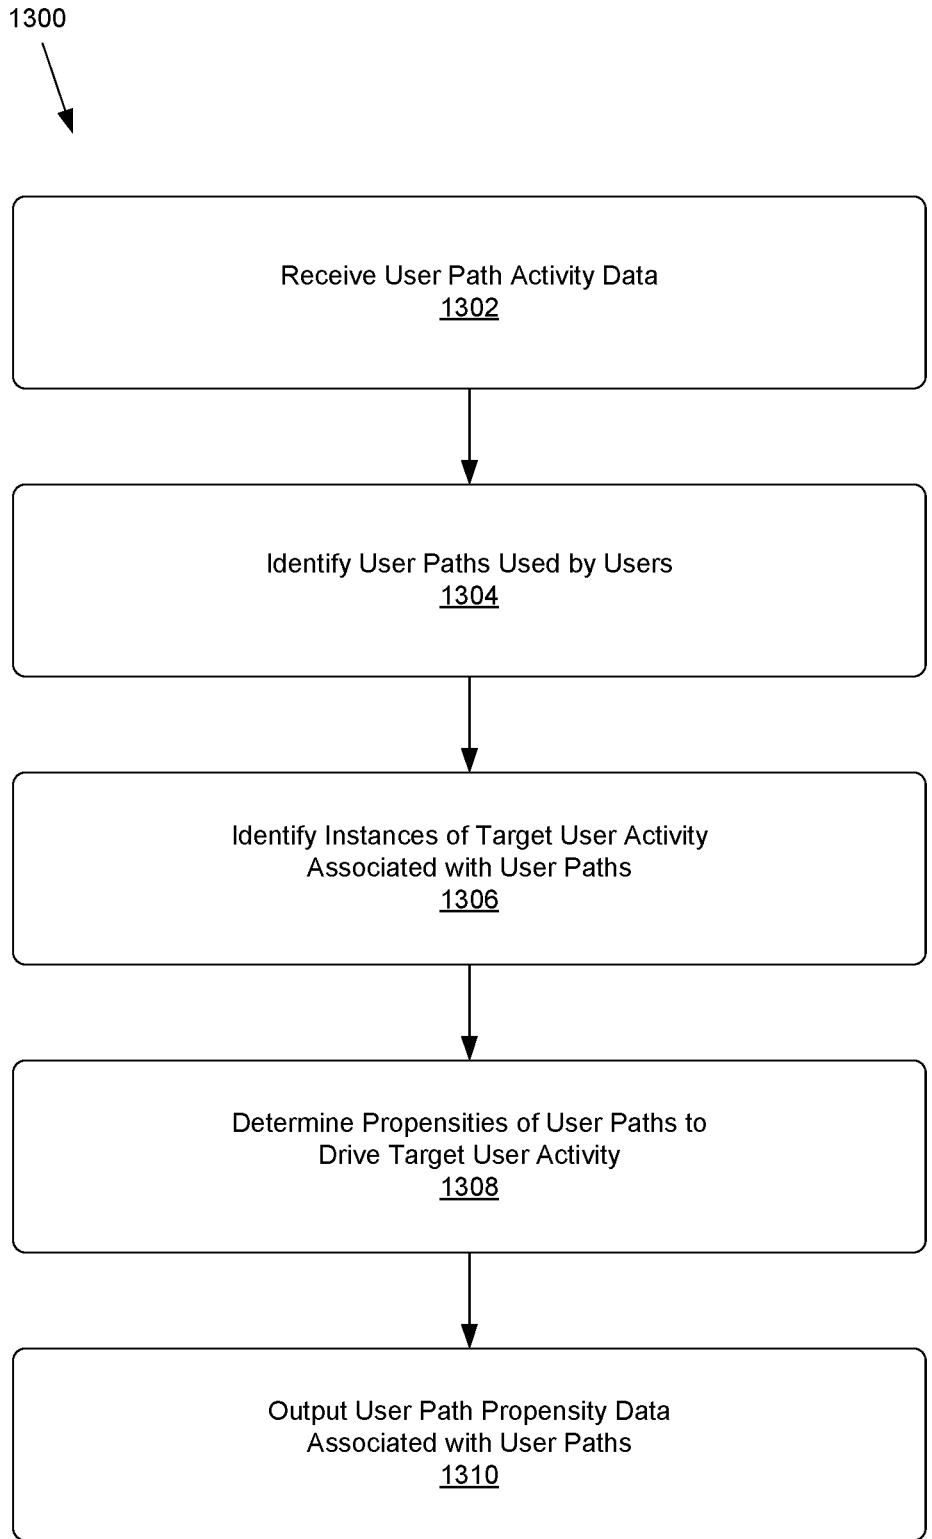 1300
Receive User Path Activity Data
1302
Identify User Paths Used by Users
1304
Identify Instances of Target User Activity
Associated with User Paths
1306
Determine Propensities of User Paths to
Drive Target User Activity
1308
Output User Path Propensity Data
Associated with User Paths
1310